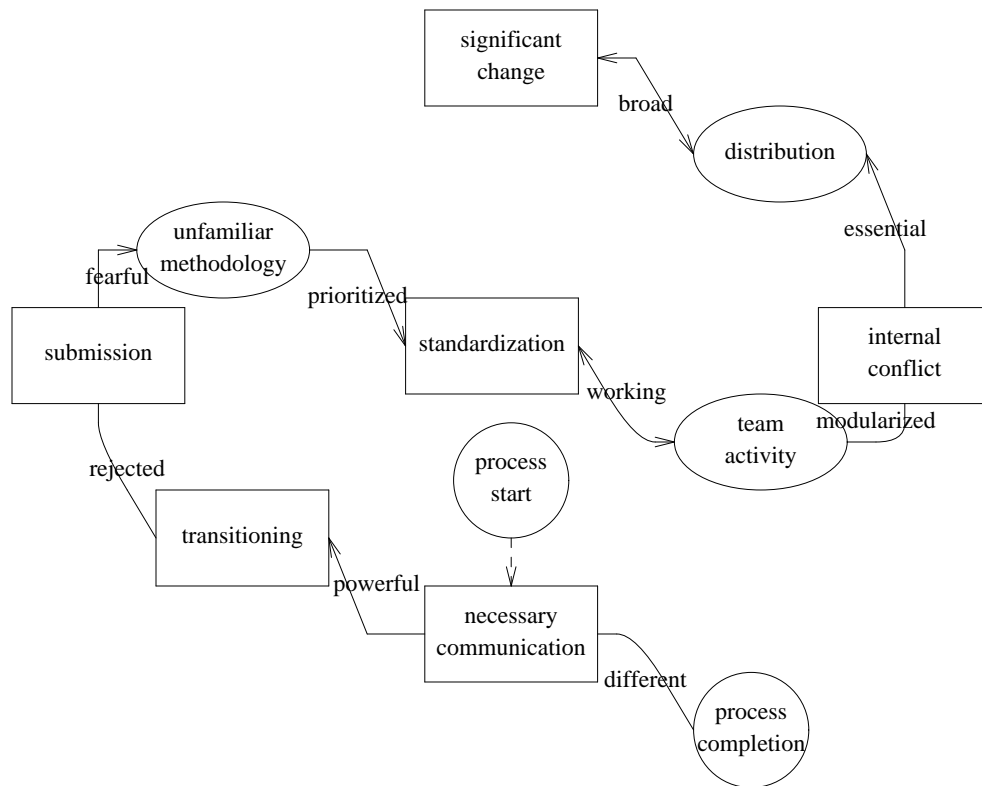 significant
change
broad
distribution
essential
unfamiliar
methodology
fearful
prioritized
submission
standardization
internal
conflict
working
team
activity
modularized
process
start
rejected
transitioning
powerful
necessary
communication
different
process
completion